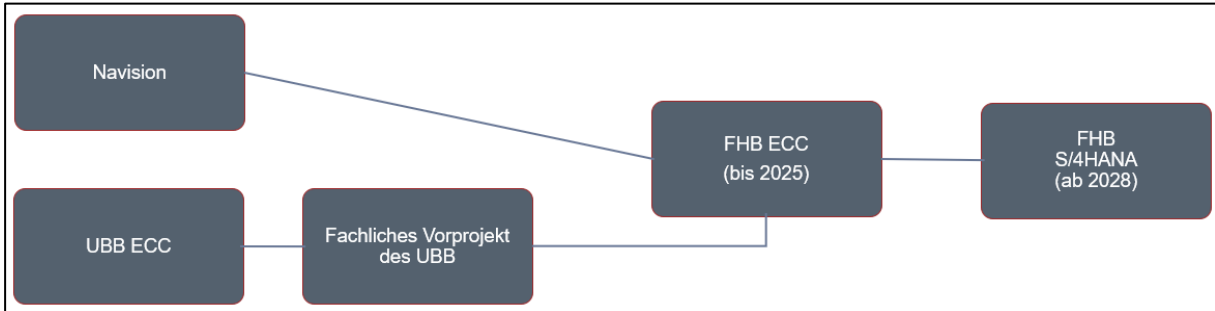 Navision
FHB ECC
(bis 2025)
FHB
S/4HANA
(ab 2028)
UBB ECC
Fachliches Vorprojekt
des UBB